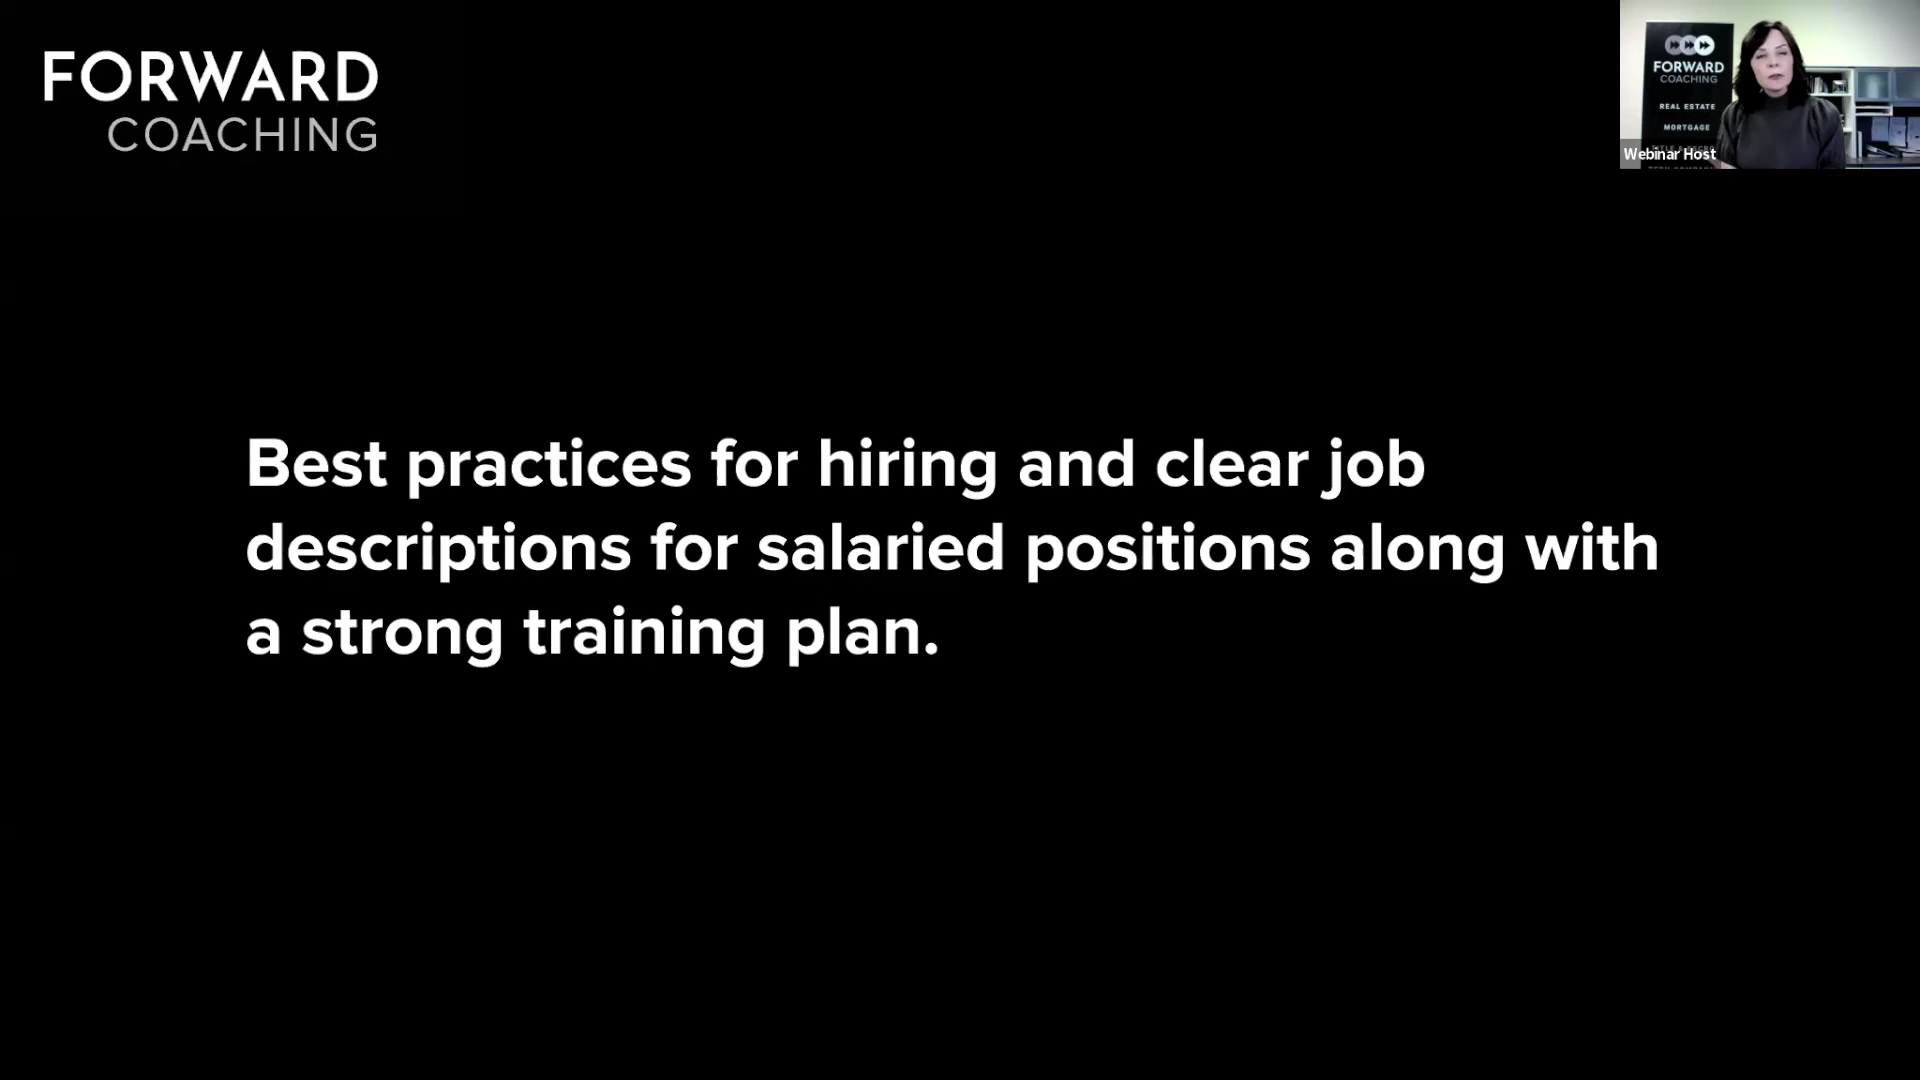 FORWARD
COACHING
FORWARD
COACHING
REAL ESTATE
MORTGAGE
Webinar Host
Best practices for hiring and clear job
descriptions for salaried positions along with
a strong training plan.